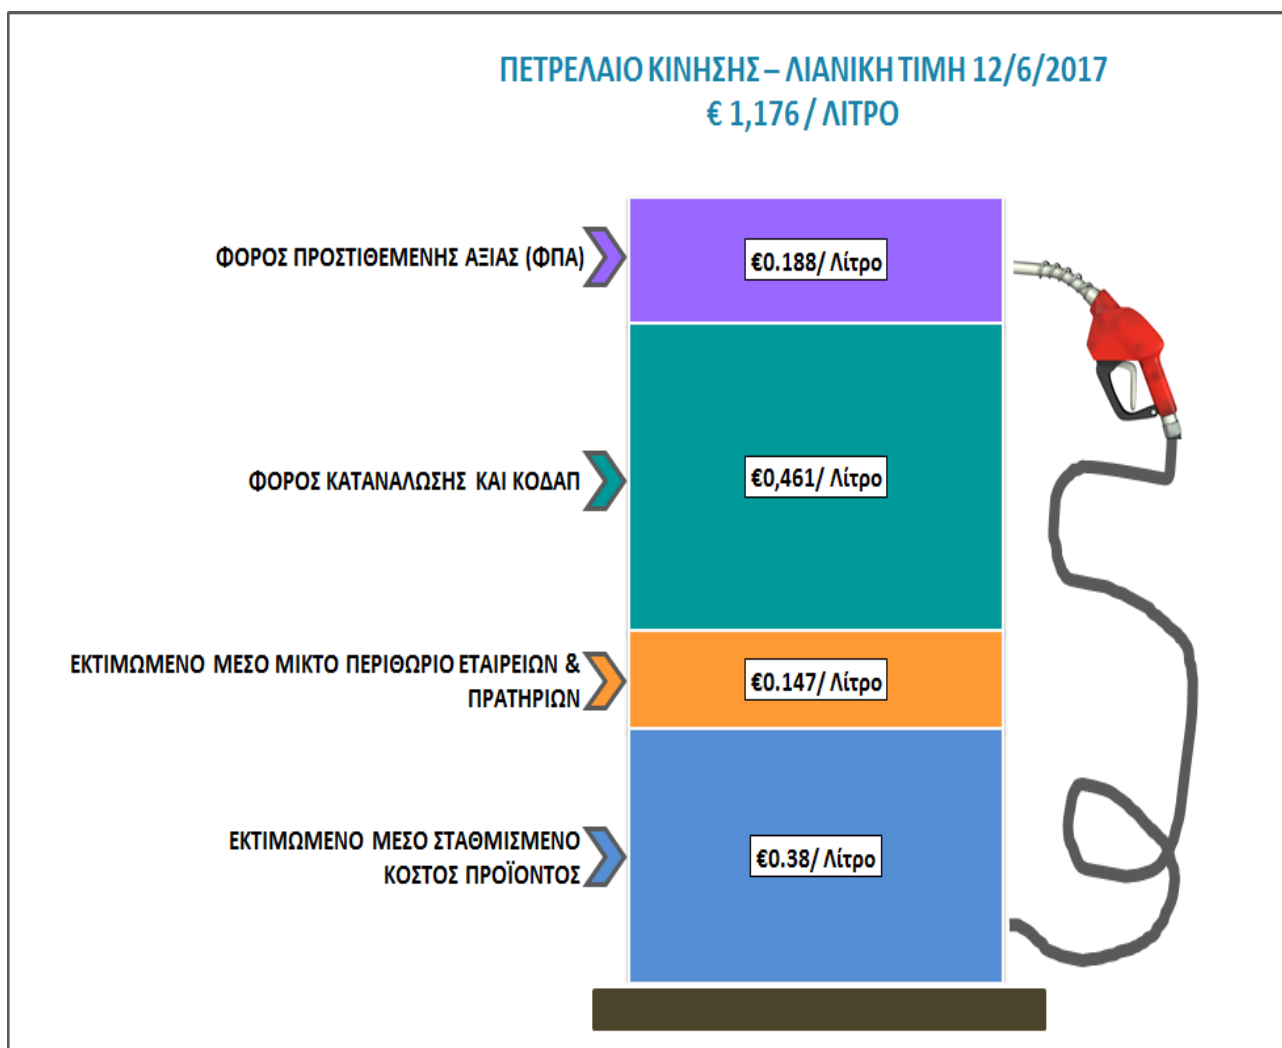 ΠΕΤΡΕΛΑΙΟ ΚΙΝΗΣΗΣ – ΛΙΑΝΙΚΗ ΤΙΜΗ 12/6/2017
€ 1,176 / ΛΙΤΡΟ
ΦΟΡΟΣ ΠΡΟΣΤΙΘΕΜΕΝΗΣ ΑΞΙΑΣ (ΦΠΑ)
€0.188/ Λίτρο
ΦΟΡΟΣ ΚΑΤΑΝΑΛΩΣΗΣ ΚΑΙ ΚΟΔΑΠ
€0,461/ Λίτρο
ΕΚΤΙΜΩΜΕΝΟ ΜΕΣΟ ΜΙΚΤΟ ΠΕΡΙΘΩΡΙΟ ΕΤΑΙΡΕΙΩΝ &
ΠΡΑΤΗΡΙΩΝ
€0.147/ Λίτρο
ΕΚΤΙΜΩΜΕΝΟ ΜΕΣΟ ΣΤΑΘΜΙΣΜΕΝΟ
ΚΟΣΤΟΣ ΠΡΟΪΟΝΤΟΣ
€0.38/ Λίτρο